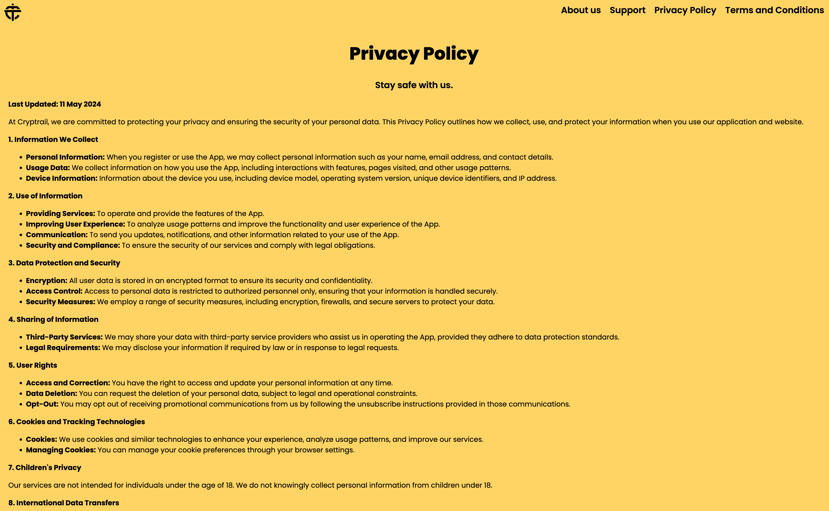 About us Support Privacy Policy Terms and Conditions
Privacy Policy
Stay safe with us.
Last Updated: 11 May 2024
At Cryptrail, we are committed to protecting your privacy and ensuring the security of your personal data. This Privacy Policy outlines how we collect, use, and protect your information when you use our application and website.
1. Information We Collect
• Personal Information: When you register or use the App, we may collect personal information such as your name, email address, and contact details.
• Usage Data: We collect information on how you use the App, including interactions with features, pages visited, and other usage patterns.
• Device Information: Information about the device you use, including device model, operating system version, unique device identifiers, and IP address.
2. Use of Information
• Providing Services: To operate and provide the features of the App.
• Improving User Experience: To analyze usage patterns and improve the functionality and user experience of the App.
• Communication: To send you updates, notifications, and other information related to your use of the App.
• Security and Compliance: To ensure the security of our services and comply with legal obligations.
3. Data Protection and Security
• Encryption: All user data is stored in an encrypted format to ensure its security and confidentiality.
• Access Control: Access to personal data is restricted to authorized personnel only, ensuring that your information is handled securely.
• Security Measures: We employ a range of security measures, including encryption, firewalls, and secure servers to protect your data.
4. Sharing of Information
• Third-Party Services: We may share your data with third-party service providers who assist us in operating the App, provided they adhere to data protection standards.
• Legal Requirements: We may disclose your information if required by law or in response to legal requests.
5. User Rights
• Access and Correction: You have the right to access and update your personal information at any time.
• Data Deletion: You can request the deletion of your personal data, subject to legal and operational constraints.
• Opt-Out: You may opt out of receiving promotional communications from us by following the unsubscribe instructions provided in those communications.
6. Cookies and Tracking Technologies
• Cookies: We use cookies and similar technologies to enhance your experience, analyze usage patterns, and improve our services.
• Managing Cookies: You can manage your cookie preferences through your browser settings.
7. Children's Privacy
Our services are not intended for individuals under the age of 18. We do not knowingly collect personal information from children under 18.
8. International Data Transfers